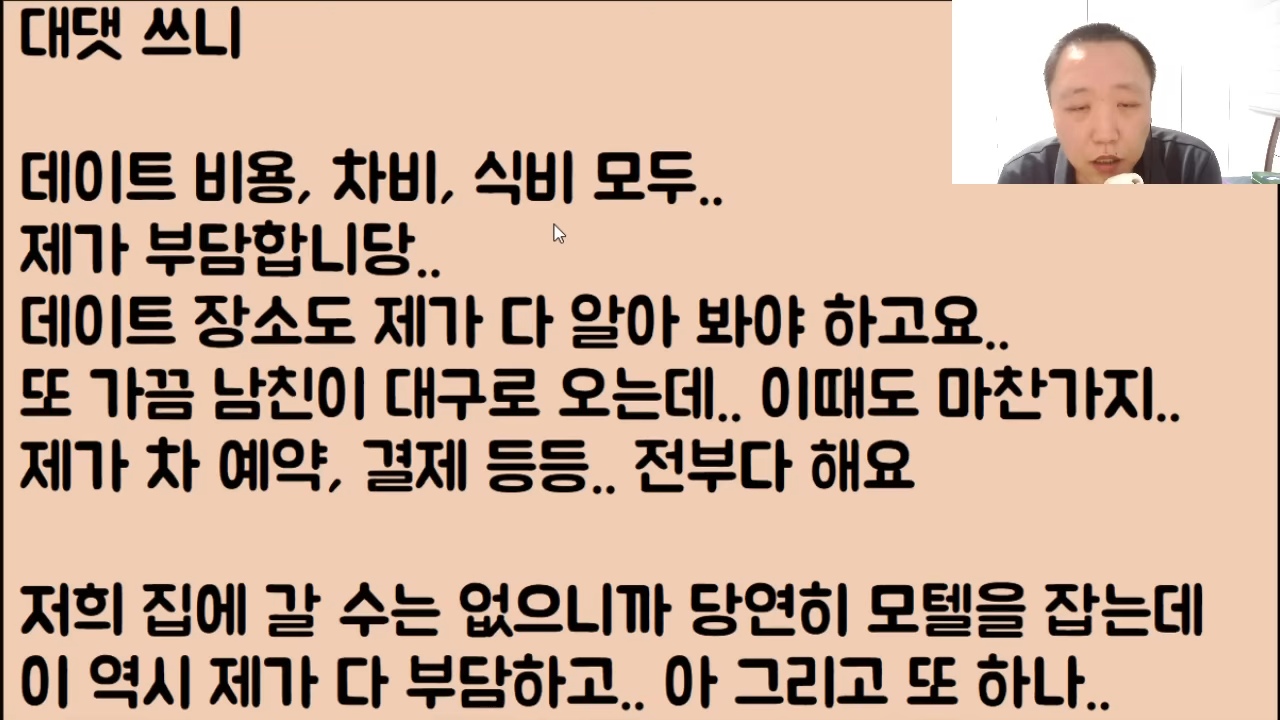 대댓 쓰니
데이트 비용, 차비, 식비 모두..
제가 부담합니당..
데이트 장소도 제가 다 알아 봐야 하고요..
또 가끔 남친이 대구로 오는데.. 이때도 마찬가지..
제가 차 예약, 결제 등등.. 전부다 해요
저희 집에 갈 수는 없으니까 당연히 모텔을 잡는데
이 역시 제가 다 부담하고.. 아 그리고 또 하나..